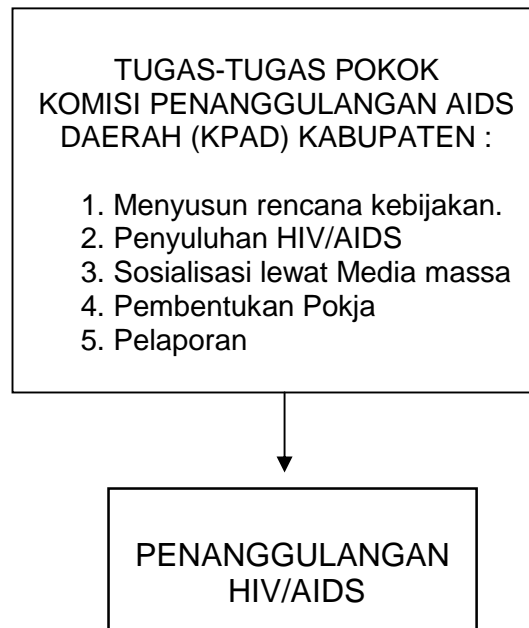 TUGAS-TUGAS POKOK
KOMISI PENANGGULANGAN AIDS
DAERAH (KPAD) KABUPATEN :
1. Menyusun rencana kebijakan.
2. Penyuluhan HIV/AIDS
3. Sosialisasi lewat Media massa
4. Pembentukan Pokja
5. Pelaporan
PENANGGULANGAN
HIV/AIDS